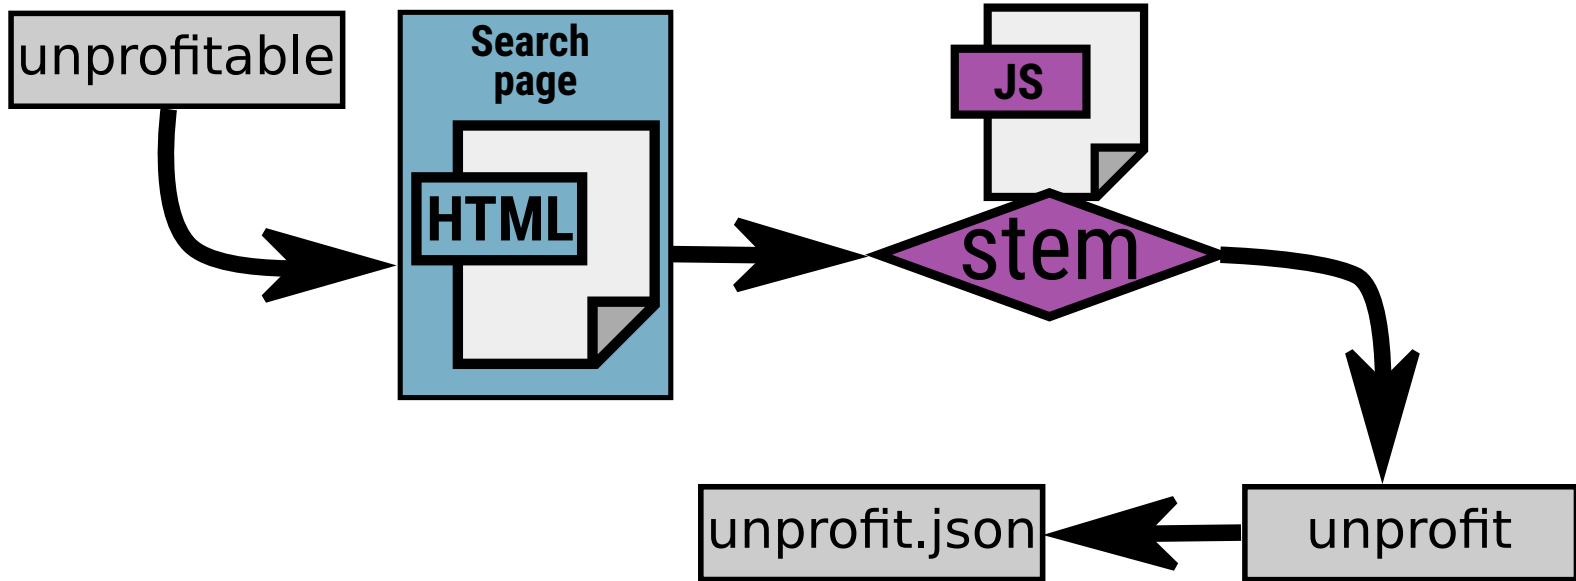 unprofitable
Search
page
HTML
JS
stem
unprofit
unprofit.json